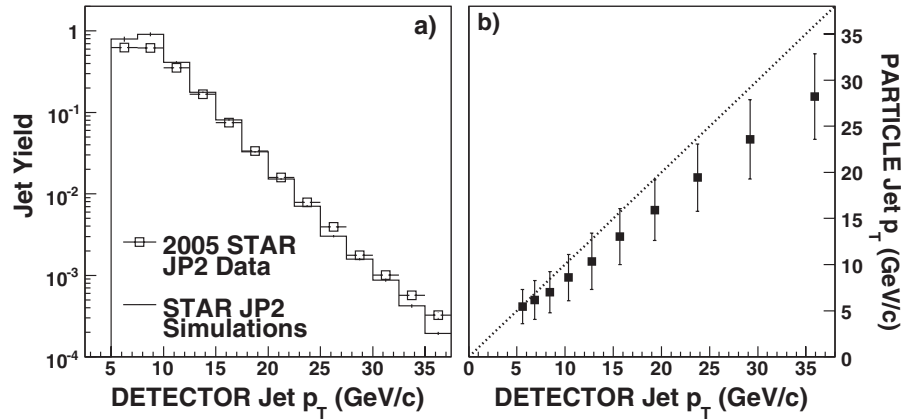 a)
Jet Yield
1
10^-1
10^-2
10^-3
10^-4
2005 STAR
JP2 Data
STAR JP2
Simulations
5 10 15 20 25 30 35
DETECTOR Jet p_T (GeV/c)
b)
0 5 10 15 20 25 30 35
DETECTOR Jet p_T (GeV/c)
35
30
25
20
15
10
5
0
PARTICLE Jet p_T (GeV/c)